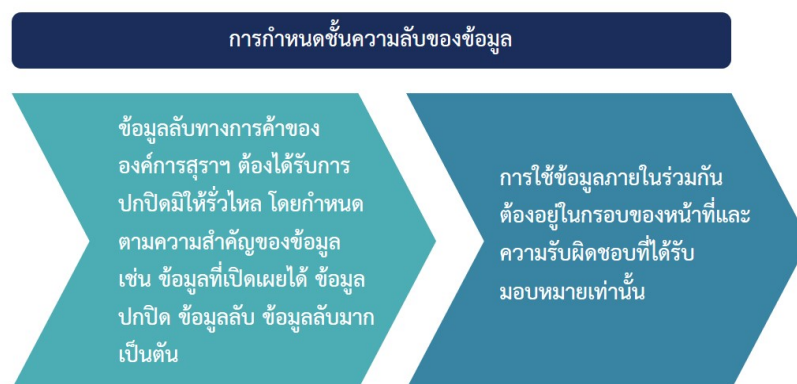 การกำหนดชั้นความลับของข้อมูล
ข้อมูลลับทางการค้าของ
องค์การสุราฯ ต้องได้รับการ
ปกปิดมิให้รั่วไหล โดยกำหนด
ตามความสำคัญของข้อมูล
เช่น ข้อมูลที่เปิดเผยได้ ข้อมูล
ปกปิด ข้อมูลลับ ข้อมูลลับมาก
เป็นต้น
การใช้ข้อมูลภายในร่วมกัน
ต้องอยู่ในกรอบของหน้าที่และ
ความรับผิดชอบที่ได้รับ
มอบหมายเท่านั้น